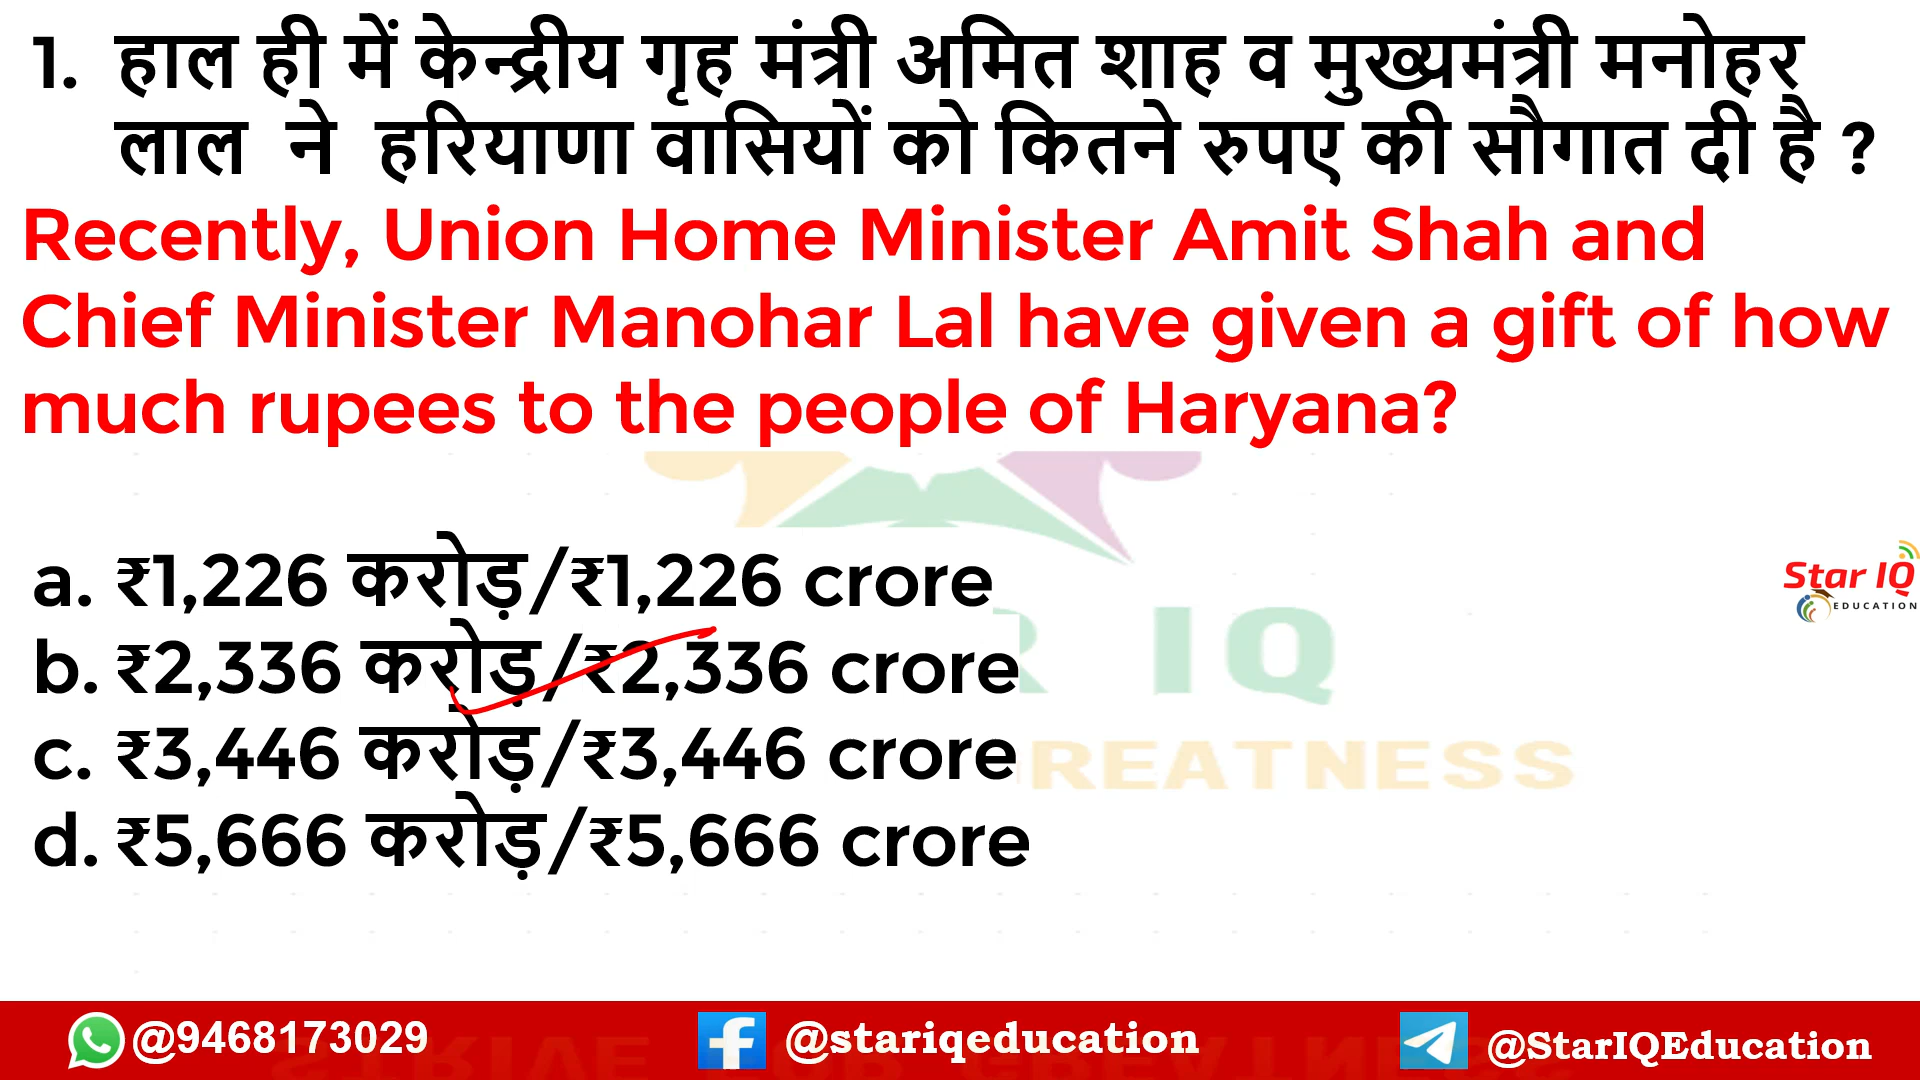 1. हाल ही में केन्द्रीय गृह मंत्री अमित शाह व मुख्यमंत्री मनोहर
लाल ने हरियाणा वासियों को कितने रुपए की सौगात दी है ?
Recently, Union Home Minister Amit Shah and
Chief Minister Manohar Lal have given a gift of how
much rupees to the people of Haryana?
a. ₹1,226 करोड़/₹1,226 crore
b. ₹2,336 करोड़/₹2,336 crore
c. ₹3,446 करोड़/₹3,446 crore
d. ₹5,666 करोड़/₹5,666 crore
Star IQ
EDUCATION
R IQ
REATNESS
@9468173029
@stariqeducation
@StarIQEducation